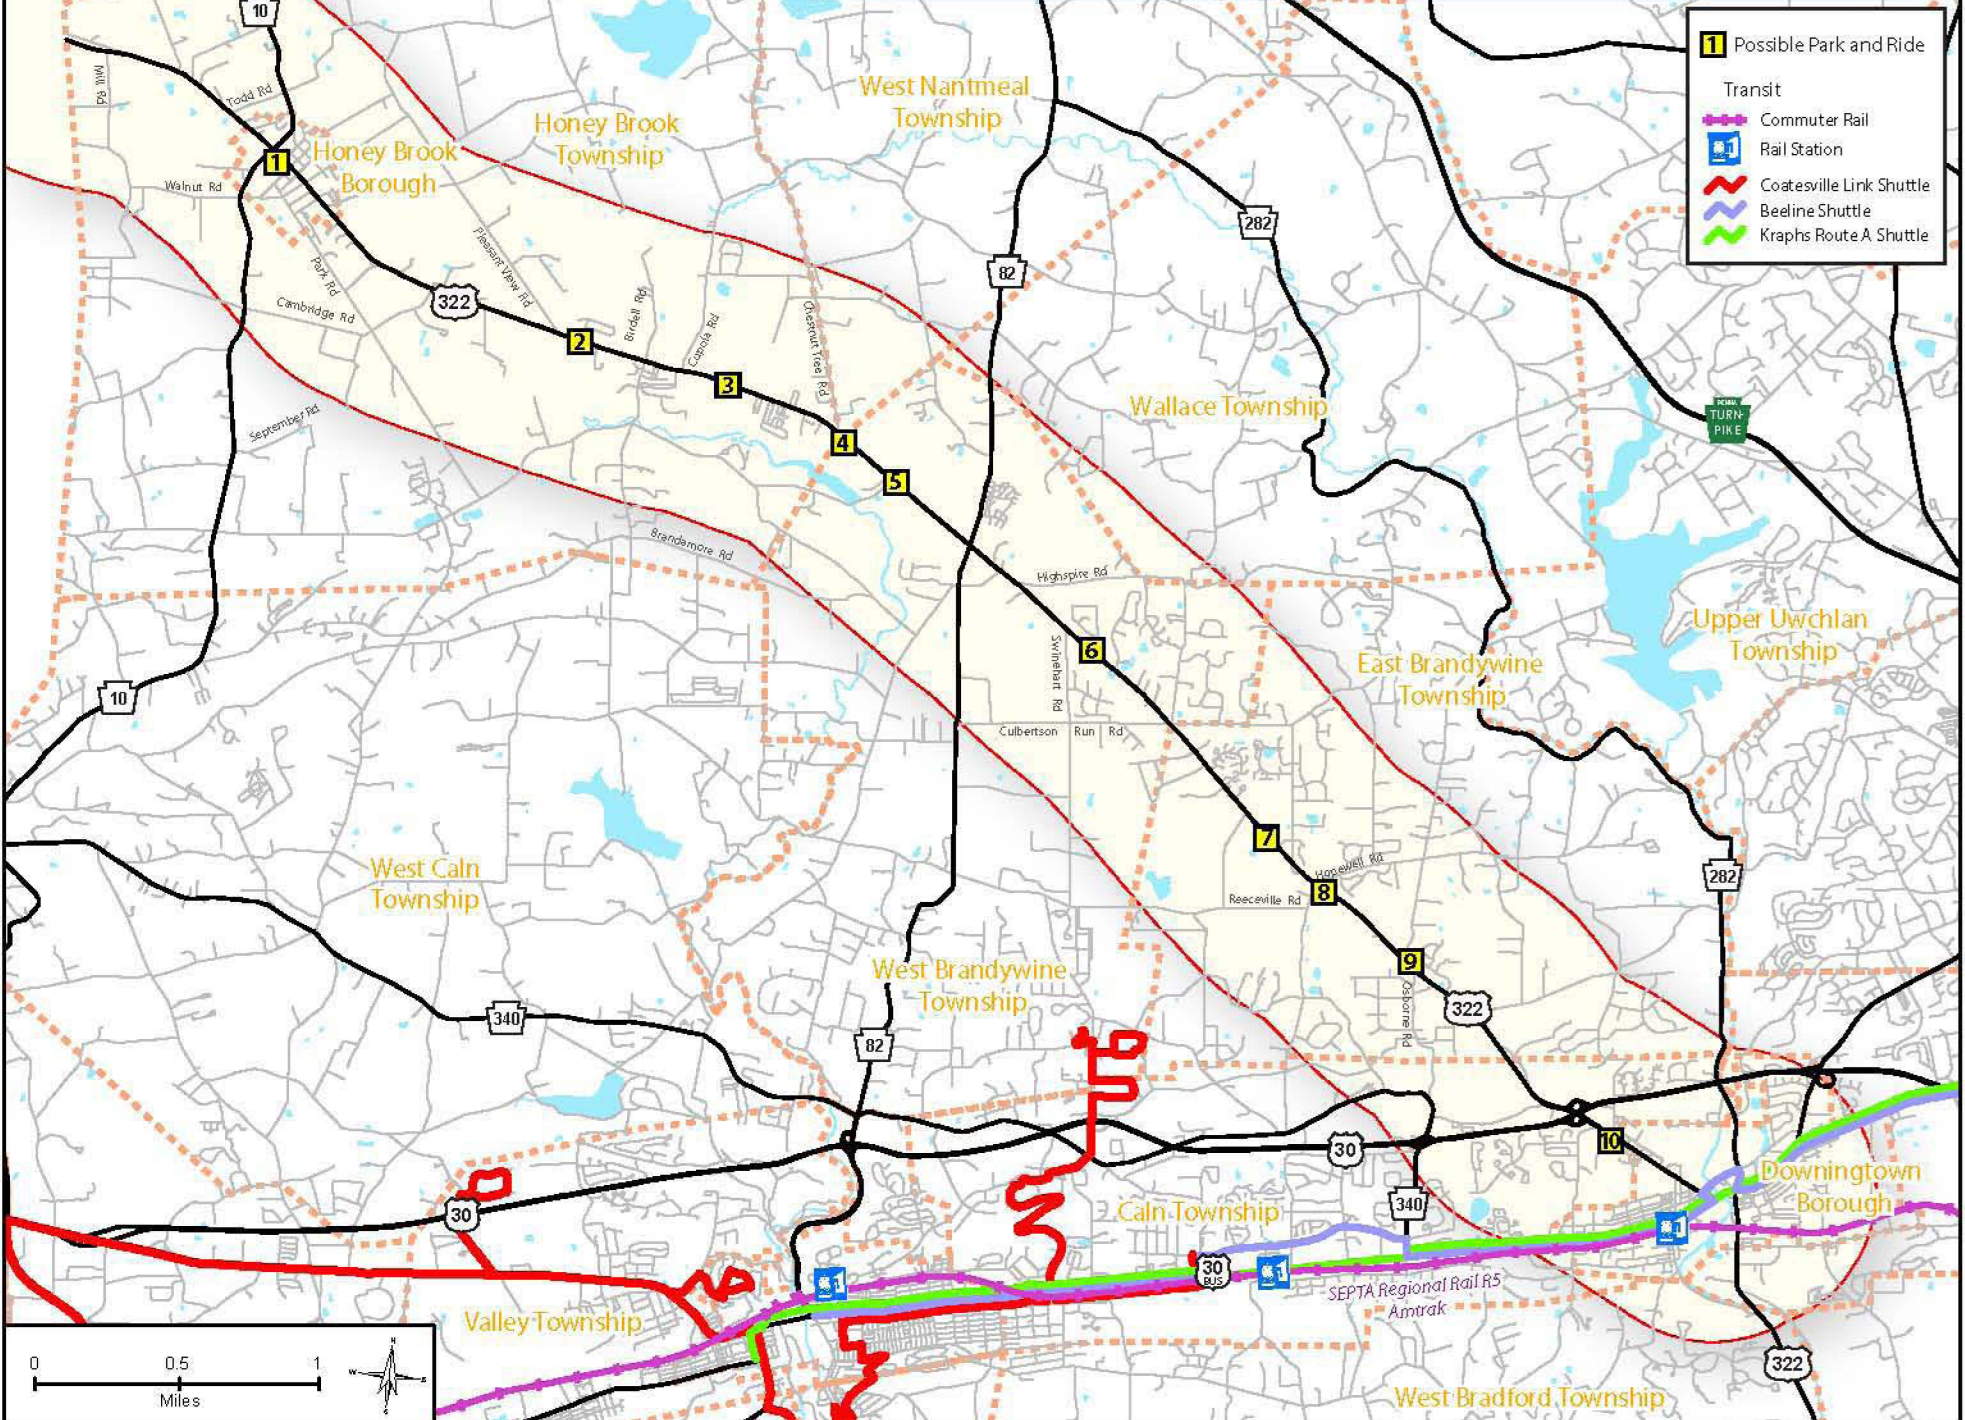 10
1 Possible Park and Ride
Transit
Commuter Rail
Rail Station
Coatesville Link Shuttle
Beeline Shuttle
Kraphs Route A Shuttle
Mill Rd
Todd Rd
West Nantmeal
Township
Honey Brook
Township
Honey Brook
Borough
1
Walnut Rd
282
82
Pleasant View Rd
Park Rd
Cambridge Rd
322
Birdell Rd
Cupola Rd
Chestnut Tree Rd
2
3
4
5
Wallace Township
PENNA
TURN-
PIKE
September Rd
Brandamore Rd
Highspire Rd
Swinehart Rd
6
Upper Uwchlan
Township
East Brandywine
Township
10
Culbertson Run Rd
7
Hopewell Rd
8
Reeceville Rd
282
West Caln
Township
9
West Brandywine
Township
Osborne Rd
322
340
82
10
30
Downingtown
Borough
340
Caln Township
30
30
BUS
SEPTA Regional Rail R5
Amtrak
Valley Township
322
West Bradford Township
0 0.5 1
Miles
N
W
S